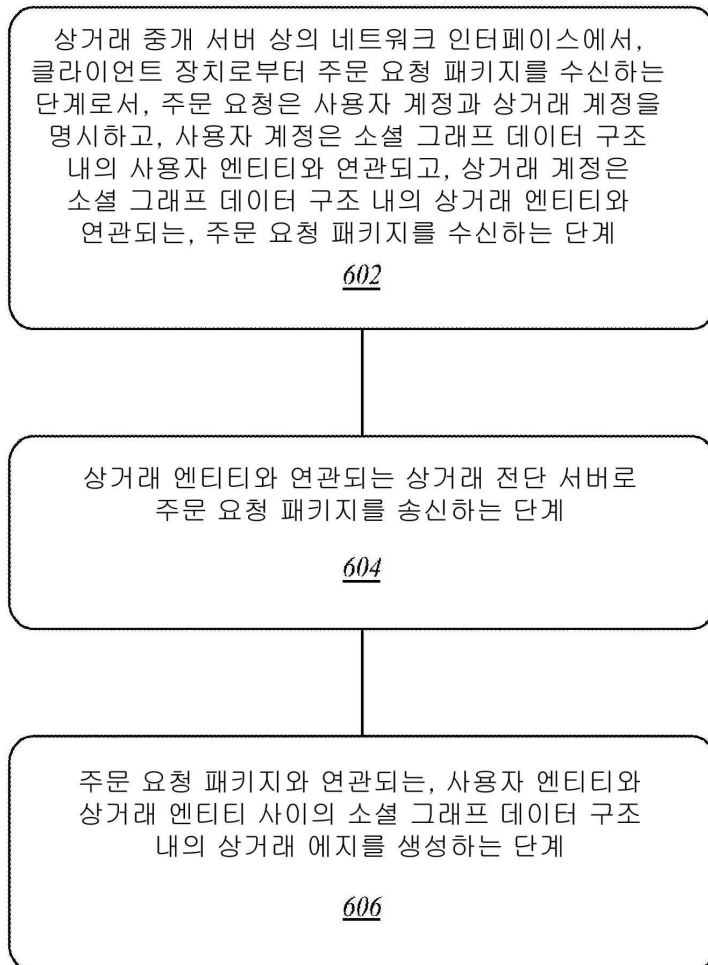 상거래 중개 서버 상의 네트워크 인터페이스에서,
클라이언트 장치로부터 주문 요청 패키지를 수신하는
단계로서, 주문 요청은 사용자 계정과 상거래 계정을
명시하고, 사용자 계정은 소셜 그래프 데이터 구조
내의 사용자 엔티티와 연관되고, 상거래 계정은
소셜 그래프 데이터 구조 내의 상거래 엔티티와
연관되는, 주문 요청 패키지를 수신하는 단계
602
상거래 엔티티와 연관되는 상거래 전단 서버로
주문 요청 패키지를 송신하는 단계
604
주문 요청 패키지와 연관되는, 사용자 엔티티와
상거래 엔티티 사이의 소셜 그래프 데이터 구조
내의 상거래 에지를 생성하는 단계
606